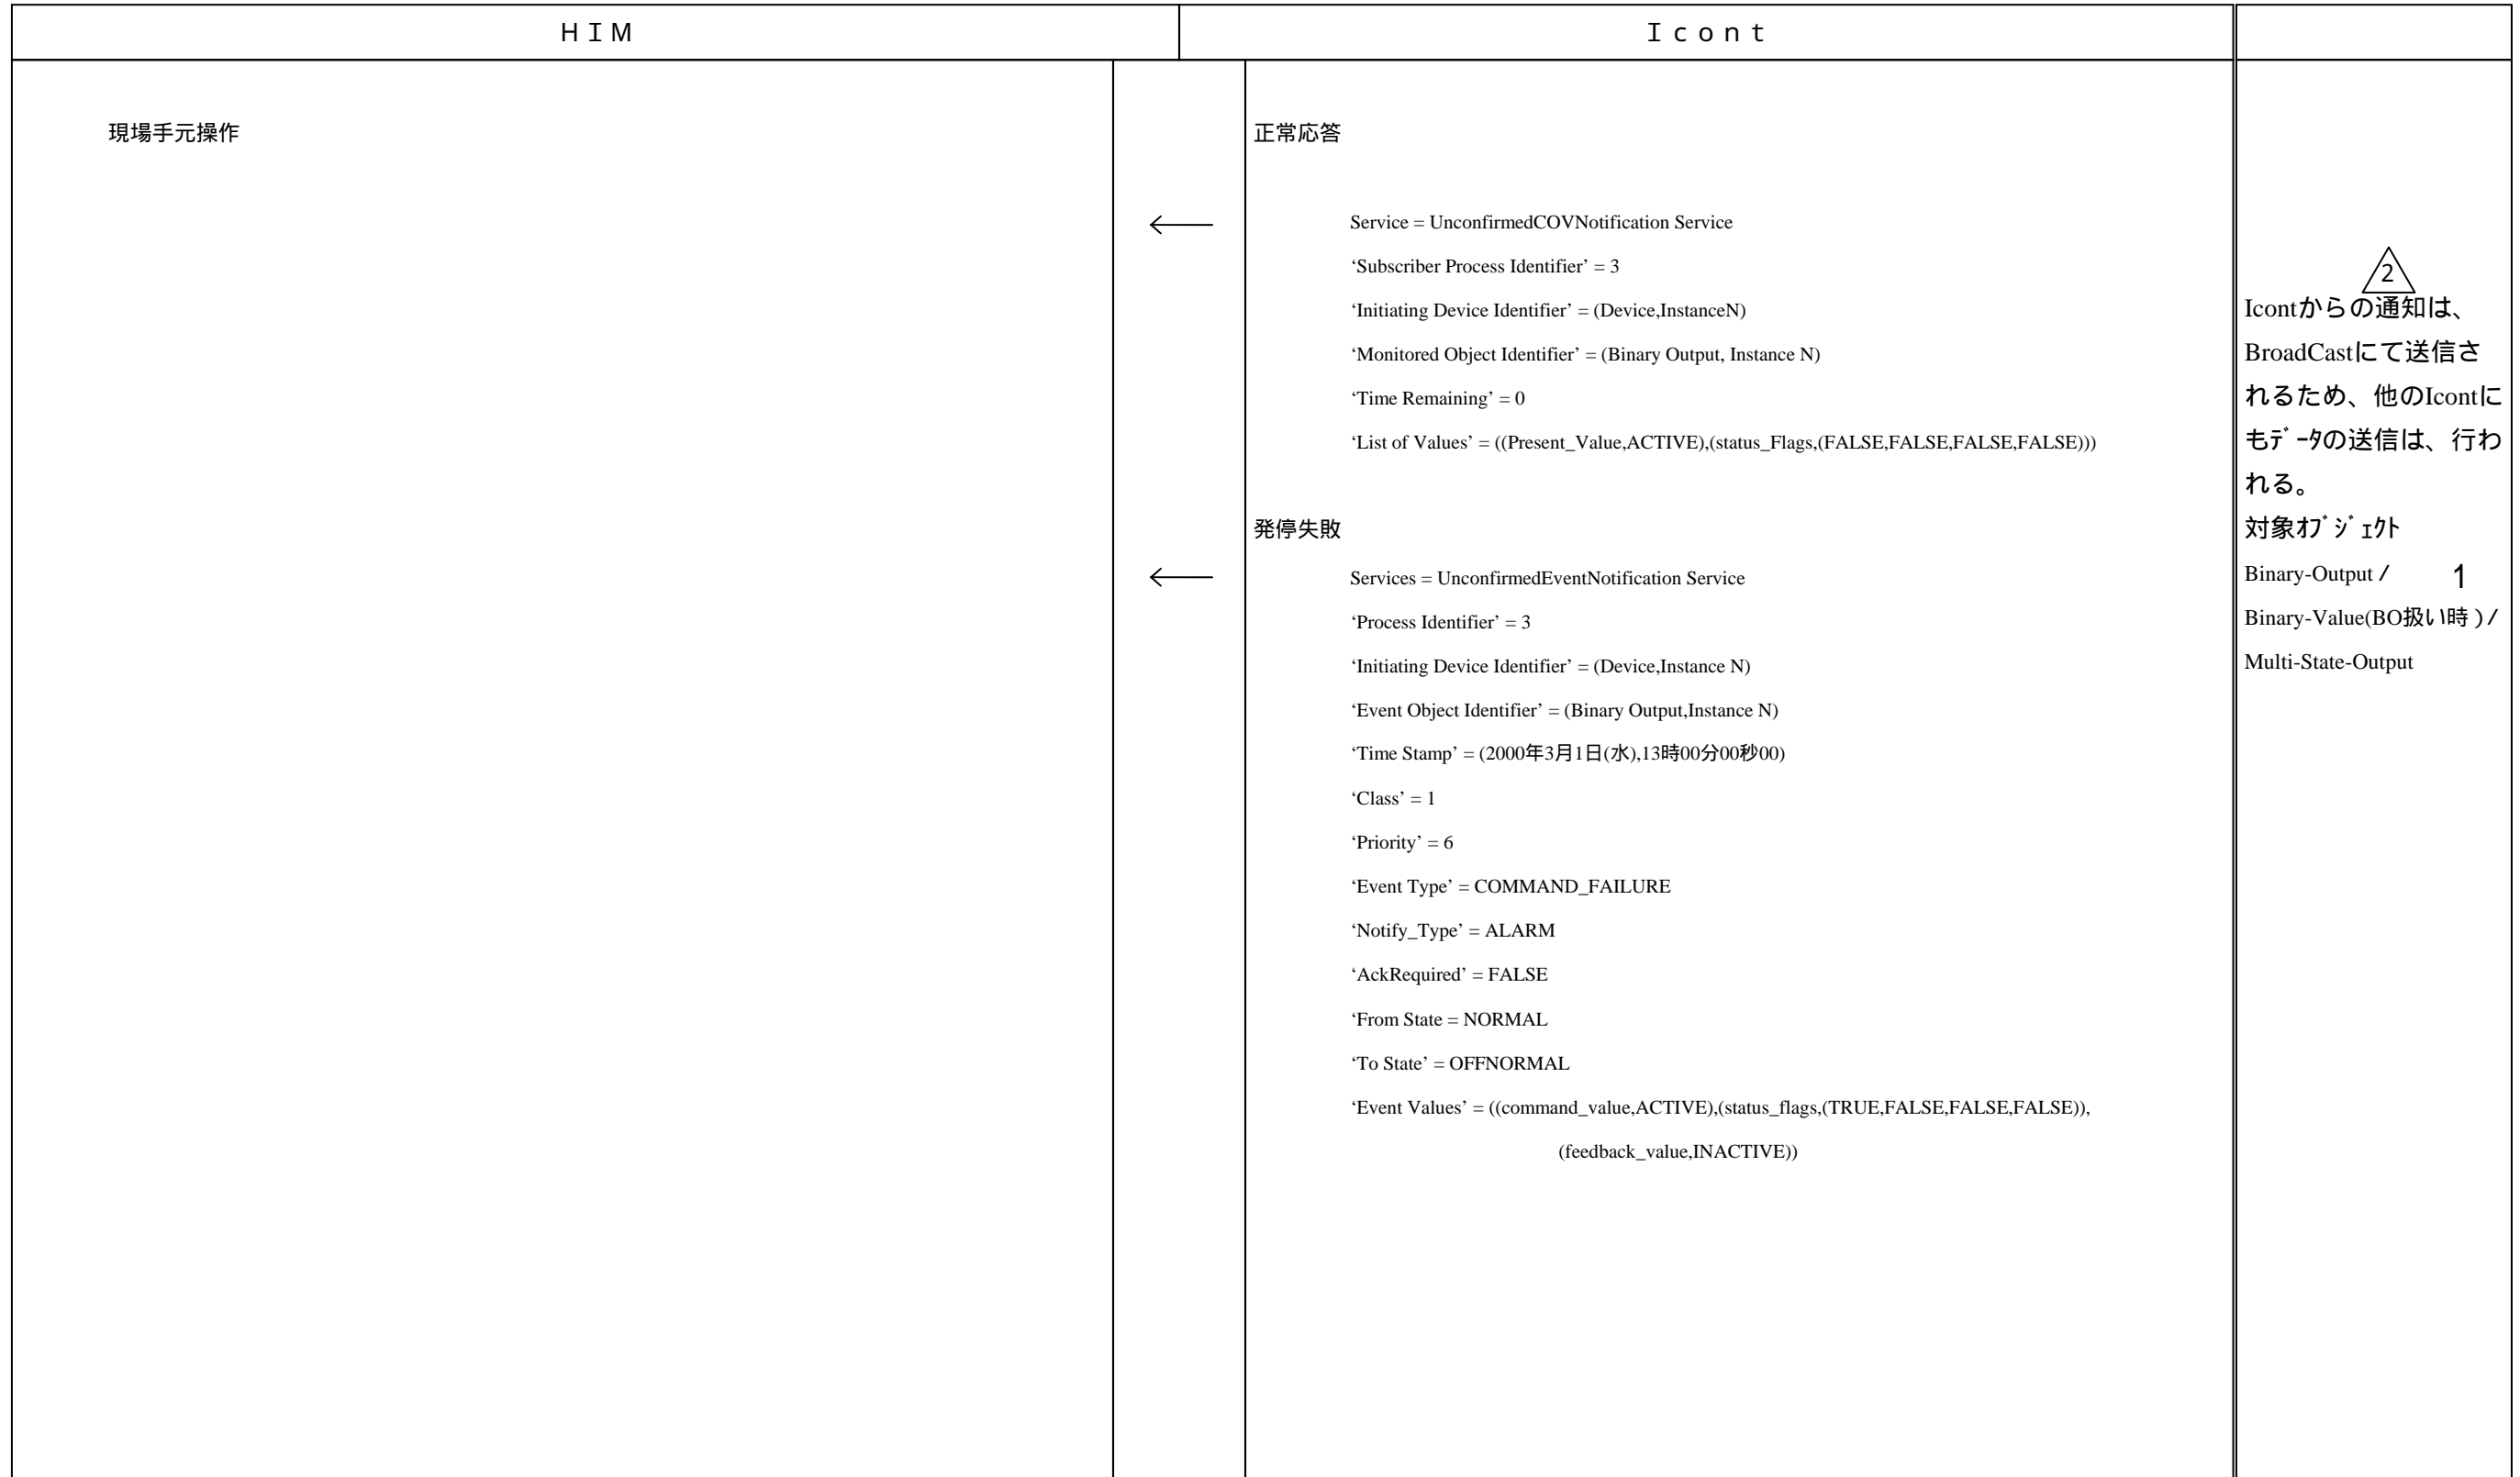 ＨＩＭ
Ｉｃｏｎｔ
現場手元操作
正常応答
Service = UnconfirmedCOVNotification Service
‘Subscriber Process Identifier’ = 3
‘Initiating Device Identifier’ = (Device,InstanceN)
‘Monitored Object Identifier’ = (Binary Output, Instance N)
‘Time Remaining’ = 0
‘List of Values’ = ((Present_Value,ACTIVE),(status_Flags,(FALSE,FALSE,FALSE,FALSE)))
発停失敗
Services = UnconfirmedEventNotification Service
‘Process Identifier’ = 3
‘Initiating Device Identifier’ = (Device,Instance N)
‘Event Object Identifier’ = (Binary Output,Instance N)
‘Time Stamp’ = (2000年3月1日(水),13時00分00秒00)
‘Class’ = 1
‘Priority’ = 6
‘Event Type’ = COMMAND_FAILURE
‘Notify_Type’ = ALARM
‘AckRequired’ = FALSE
‘From State = NORMAL
‘To State’ = OFFNORMAL
‘Event Values’ = ((command_value,ACTIVE),(status_flags,(TRUE,FALSE,FALSE,FALSE)),
(feedback_value,INACTIVE))
2
Icontからの通知は、
BroadCastにて送信さ
れるため、他のIcontに
もﾃﾞｰﾀの送信は、行わ
れる。
対象ｵﾌﾞｼﾞｪｸﾄ
Binary-Output / 1
Binary-Value(BO扱い時)/
Multi-State-Output